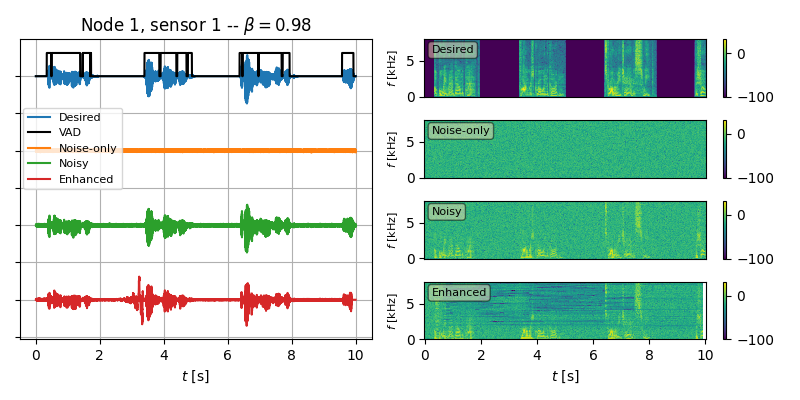 Node 1, sensor 1 -- β = 0.98
Desired
VAD
Noise-only
Noisy
Enhanced
0 2 4 6 8 10
t [s]
Desired
f [kHz]
5
0
0
−100
Noise-only
f [kHz]
5
0
0
−100
Noisy
f [kHz]
5
0
0
−100
Enhanced
f [kHz]
5
0
0
−100
0 2 4 6 8 10
t [s]